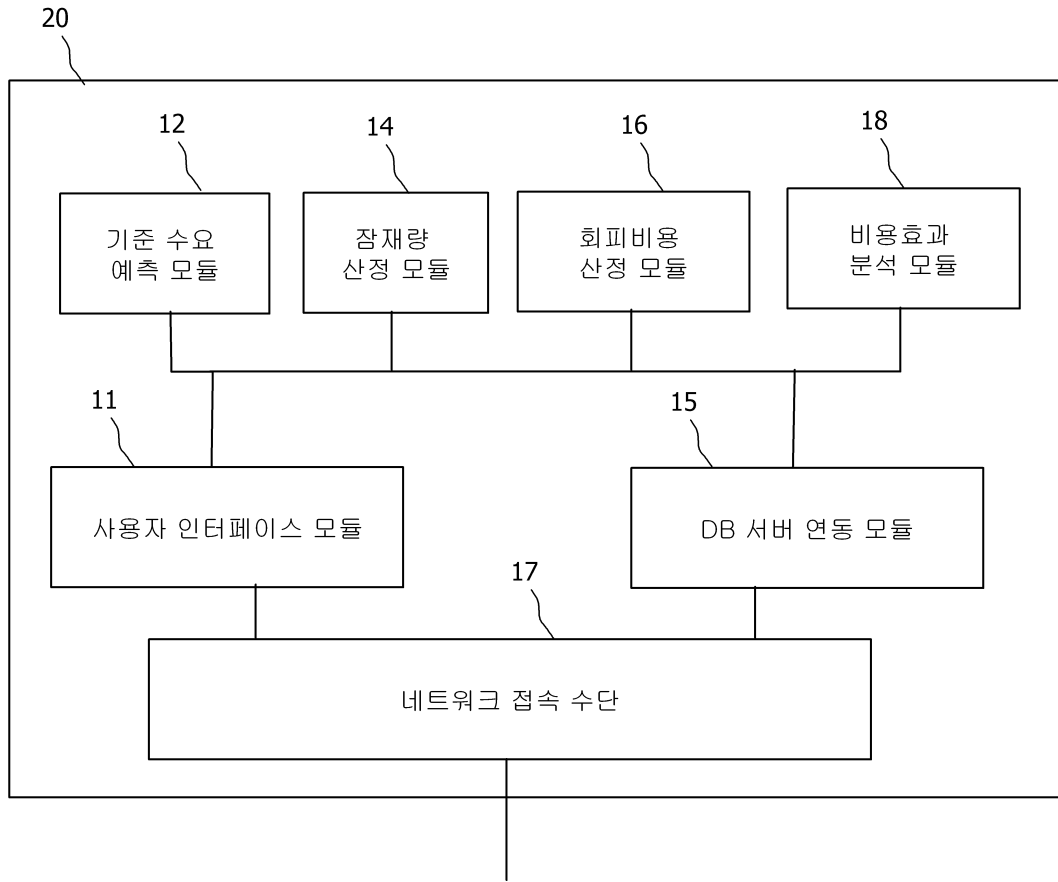 20
12
14
16
18
기준 수요
예측 모듈
잠재량
산정 모듈
회피비용
산정 모듈
비용효과
분석 모듈
11
15
사용자 인터페이스 모듈
DB 서버 연동 모듈
17
네트워크 접속 수단